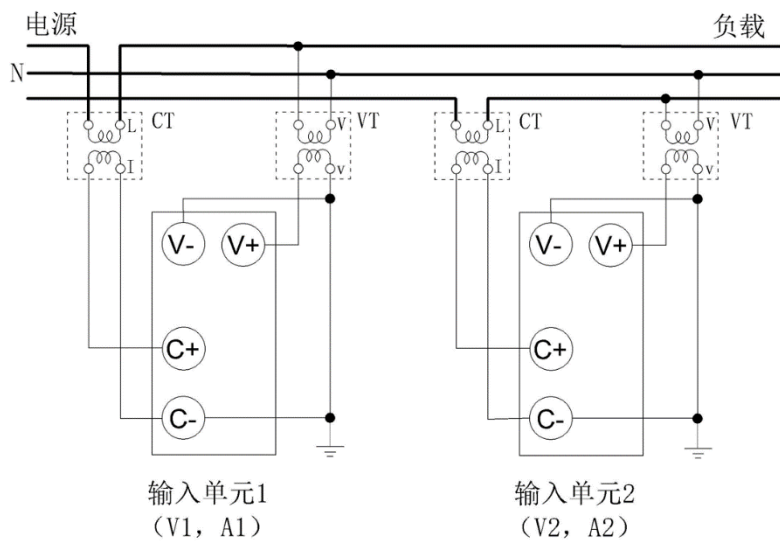 电源 负载
N
L CT V VT L CT V VT
I v I v
V- V+ V- V+
C+ C+
C- C-
输入单元1 输入单元2
（V1，A1） （V2，A2）